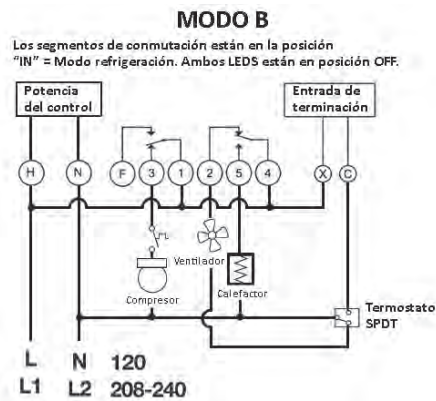 MODO B
Los segmentos de conmutación están en la posición
"IN" = Modo refrigeración. Ambos LEDS están en posición OFF.
Potencia
del control
Entrada de
terminación
H N F 3 1 2 5 4 X C
Ventilador
Compresor
Calefactor
Termostato
SPDT
L N 120
L1 L2 208-240